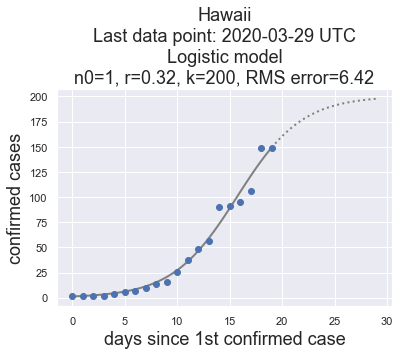 Hawaii
Last data point: 2020-03-29 UTC
Logistic model
n0=1, r=0.32, k=200, RMS error=6.42
200
175
150
125
100
75
50
25
0
confirmed cases
0 5 10 15 20 25 30
days since 1st confirmed case